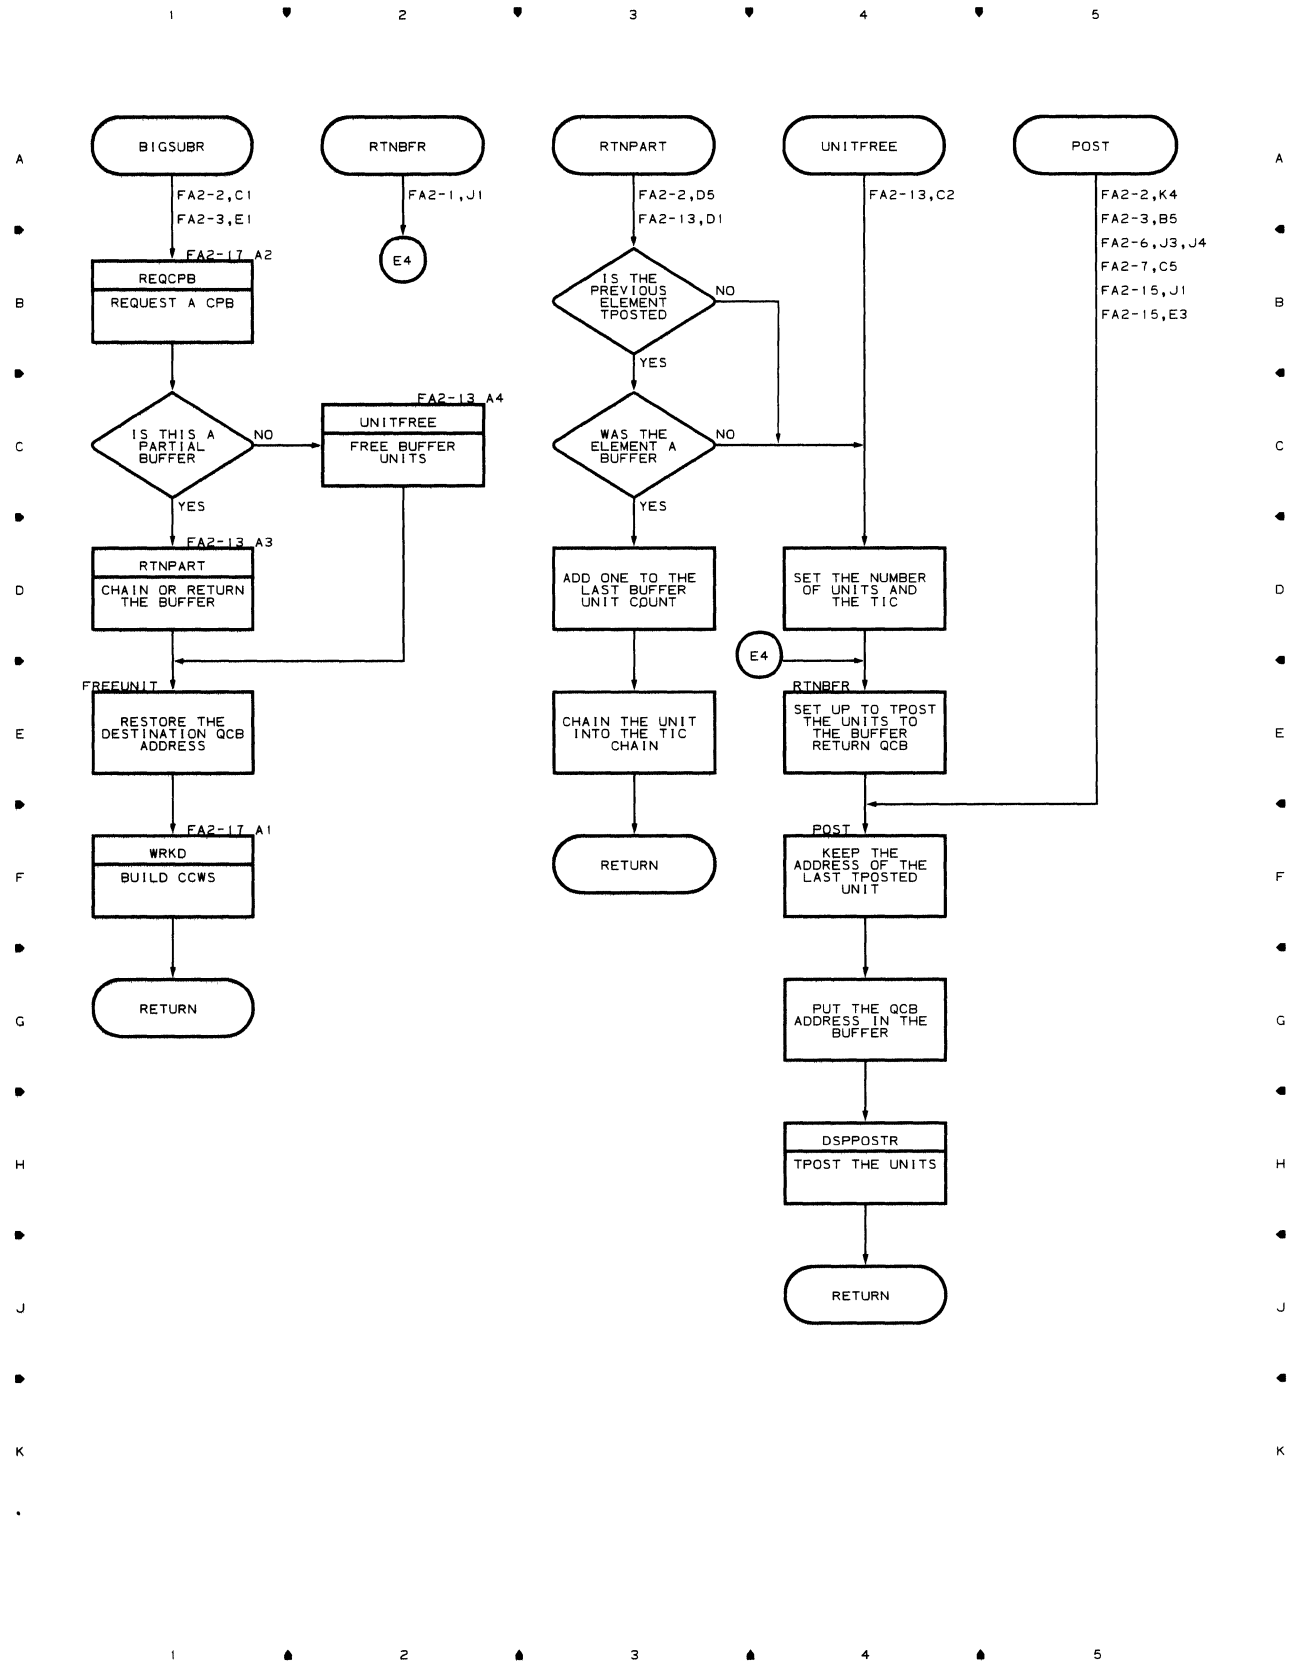 1 2 3 4 5
BIGSUBR RTNBFR RTNPART UNITFREE POST
A A
FA2-2,C1 FA2-1,J1 FA2-2,D5 FA2-13,C2 FA2-2,K4
FA2-3,E1 FA2-13,D1 FA2-3,B5
FA2-6,J3,J4
FA2-17 A2 E4 FA2-7,C5
REQCPB IS THE
PREVIOUS NO FA2-15,J1
B REQUEST A CPB ELEMENT B
TPOSTED FA2-15,E3
YES
FA2-13 A4
UNITFREE
IS THIS A NO WAS THE NO
C PARTIAL FREE BUFFER ELEMENT A C
BUFFER UNITS BUFFER
YES YES
FA2-13 A3
RTNPART
D CHAIN OR RETURN ADD ONE TO THE SET THE NUMBER D
THE BUFFER LAST BUFFER OF UNITS AND
UNIT COUNT THE TIC
E4
FREEUNIT RTNBFR
RESTORE THE CHAIN THE UNIT SET UP TO TPOST
E DESTINATION QCB INTO THE TIC THE UNITS TO E
ADDRESS CHAIN THE BUFFER
RETURN QCB
FA2-17 A1 POST
WRKD KEEP THE
F BUILD CCWS RETURN ADDRESS OF THE F
LAST TPOSTED
UNIT
RETURN PUT THE QCB
G ADDRESS IN THE G
BUFFER
DSPPOSTR
H TPOST THE UNITS H
RETURN
J J
K K
1 2 3 4 5